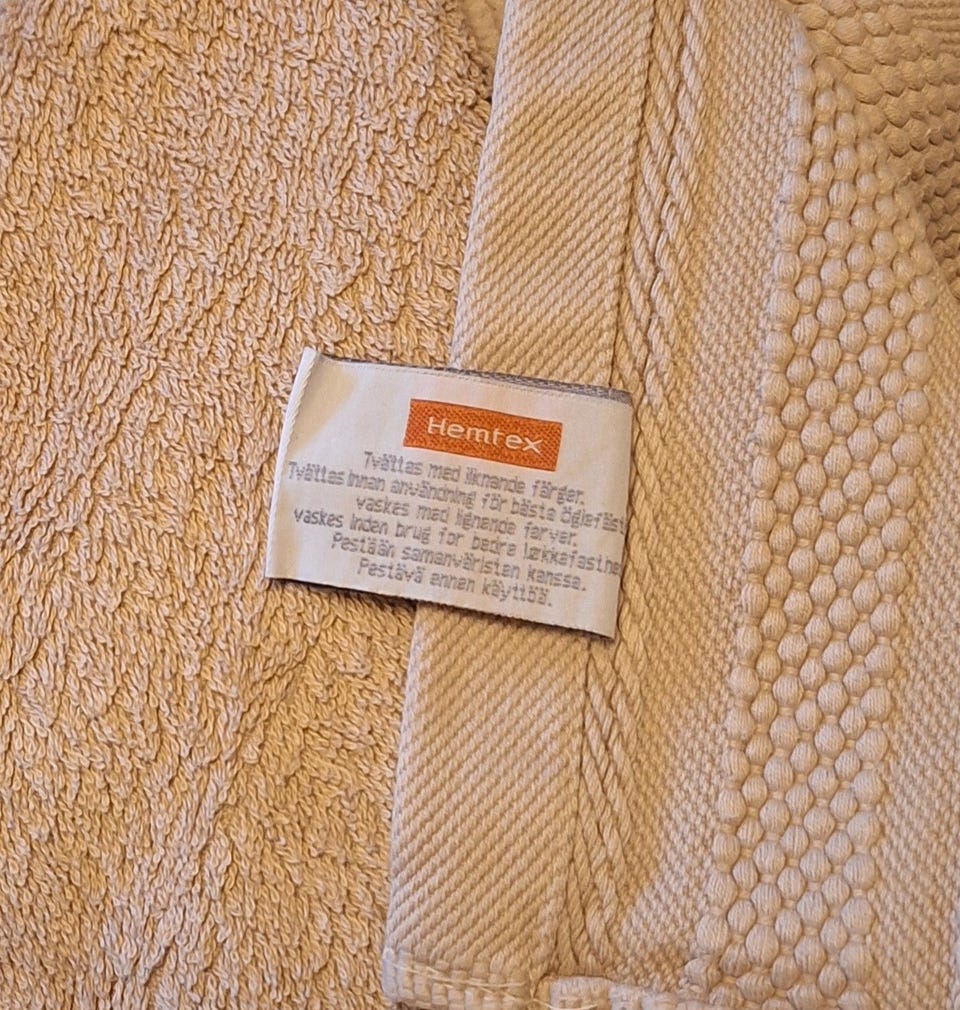 Hemtex
Tvättas med liknande färger.
Tvättas innan användning för bästa öglefäst
vaskes med lignende farver.
vaskes inden brug for bedre løkkefasthe
Pestään samanväristen kanssa.
Pestävä ennen käyttöä.